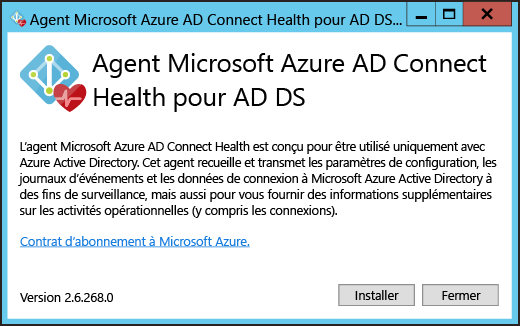 Agent Microsoft Azure AD Connect Health pour AD DS...
Agent Microsoft Azure AD Connect
Health pour AD DS
L'agent Microsoft Azure AD Connect Health est conçu pour être utilisé uniquement avec
Azure Active Directory. Cet agent recueille et transmet les paramètres de configuration, les
journaux d'événements et les données de connexion à Microsoft Azure Active Directory à
des fins de surveillance, mais aussi pour vous fournir des informations supplémentaires
sur les activités opérationnelles (y compris les connexions).
Contrat d'abonnement à Microsoft Azure.
Version 2.6.268.0
Installer
Fermer